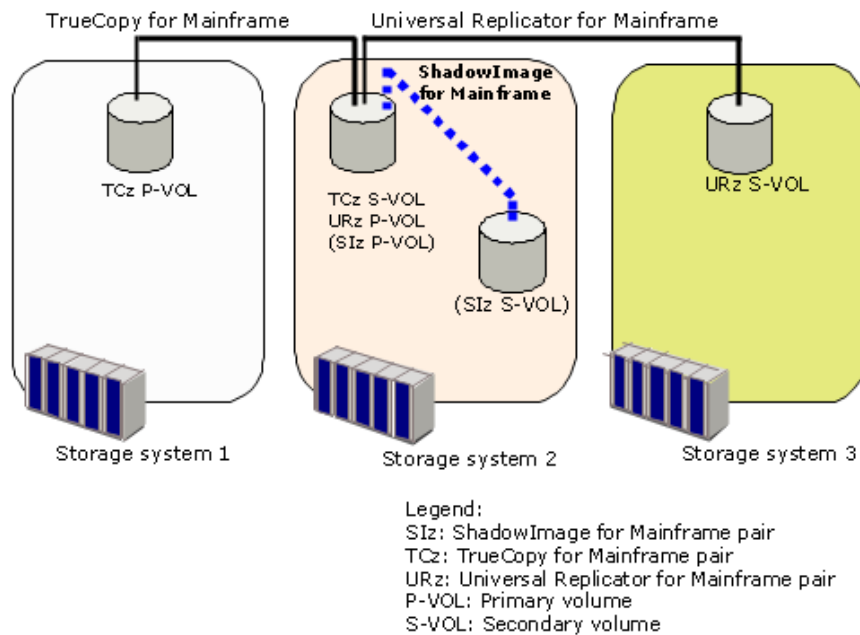 TrueCopy for Mainframe
Universal Replicator for Mainframe
ShadowImage
for Mainframe
TCz P-VOL
TCz S-VOL
URz P-VOL
(SIz P-VOL)
(SIz S-VOL)
URz S-VOL
Storage system 1
Storage system 2
Storage system 3
Legend:
SIz: ShadowImage for Mainframe pair
TCz: TrueCopy for Mainframe pair
URz: Universal Replicator for Mainframe pair
P-VOL: Primary volume
S-VOL: Secondary volume